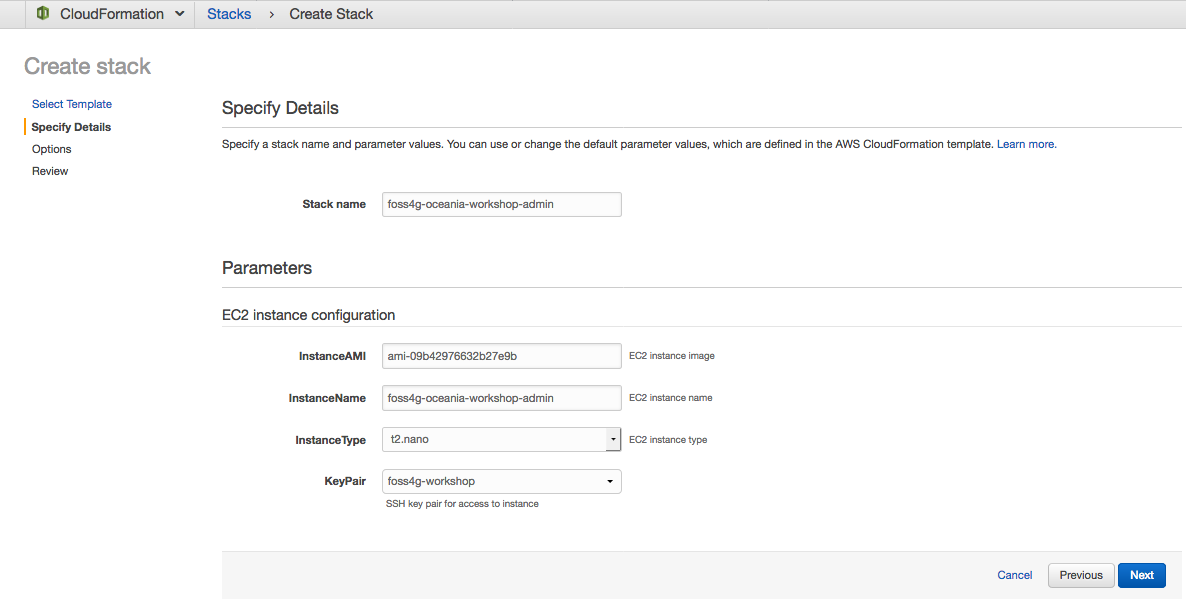 CloudFormation Stacks > Create Stack
Create stack
Select Template
Specify Details
Options
Review
Specify Details
Specify a stack name and parameter values. You can use or change the default parameter values, which are defined in the AWS CloudFormation template. Learn more.
Stack name foss4g-oceania-workshop-admin
Parameters
EC2 instance configuration
InstanceAMI ami-09b42976632b27e9b EC2 instance image
InstanceName foss4g-oceania-workshop-admin EC2 instance name
InstanceType t2.nano EC2 instance type
KeyPair foss4g-workshop
SSH key pair for access to instance
Cancel Previous Next